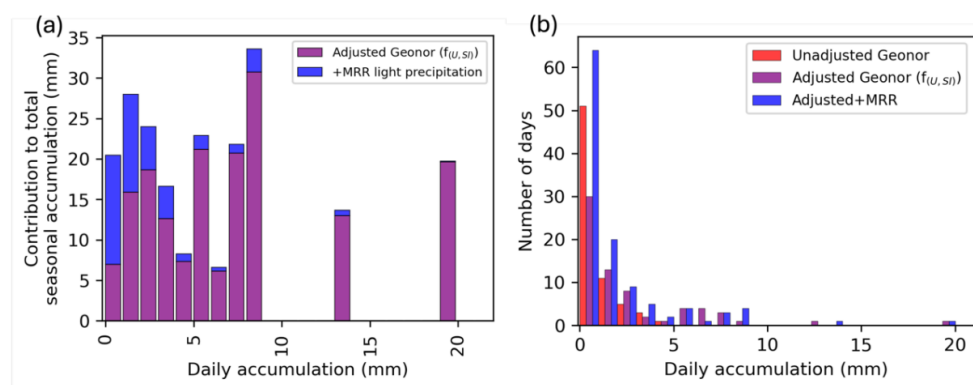 (a)
Contribution to total
seasonal accumulation (mm)
35
30
25
20
15
10
5
0
Adjusted Geonor (f(U, SI))
+MRR light precipitation
0
5
10
15
20
Daily accumulation (mm)
(b)
Number of days
60
50
40
30
20
10
0
Unadjusted Geonor
Adjusted Geonor (f(U, SI))
Adjusted+MRR
0
5
10
15
20
Daily accumulation (mm)